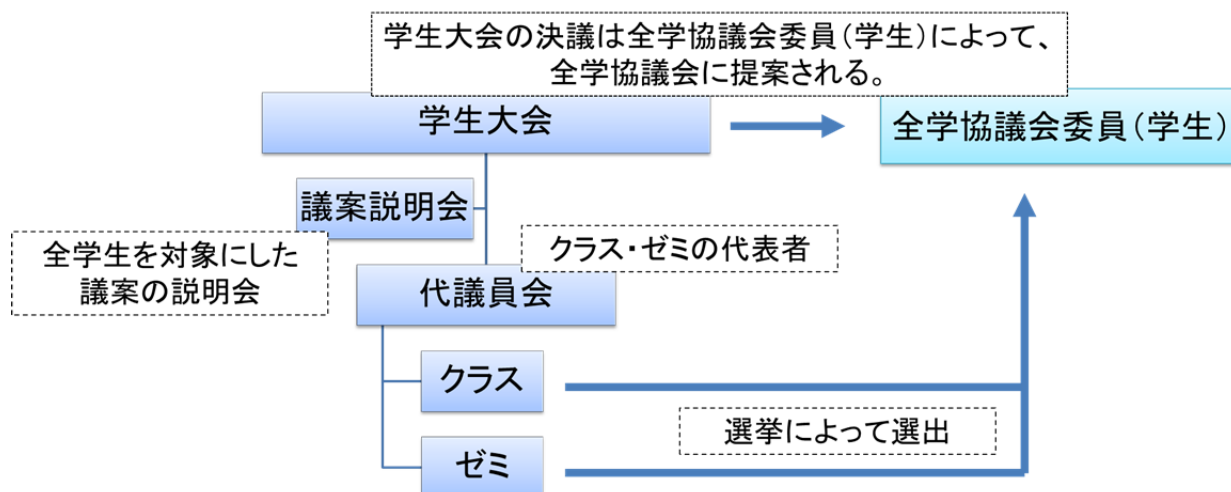 学生大会の決議は全学協議会委員(学生)によって、
全学協議会に提案される。
学生大会
全学協議会委員(学生)
議案説明会
全学生を対象にした
議案の説明会
クラス・ゼミの代表者
代議員会
クラス
選挙によって選出
ゼミ